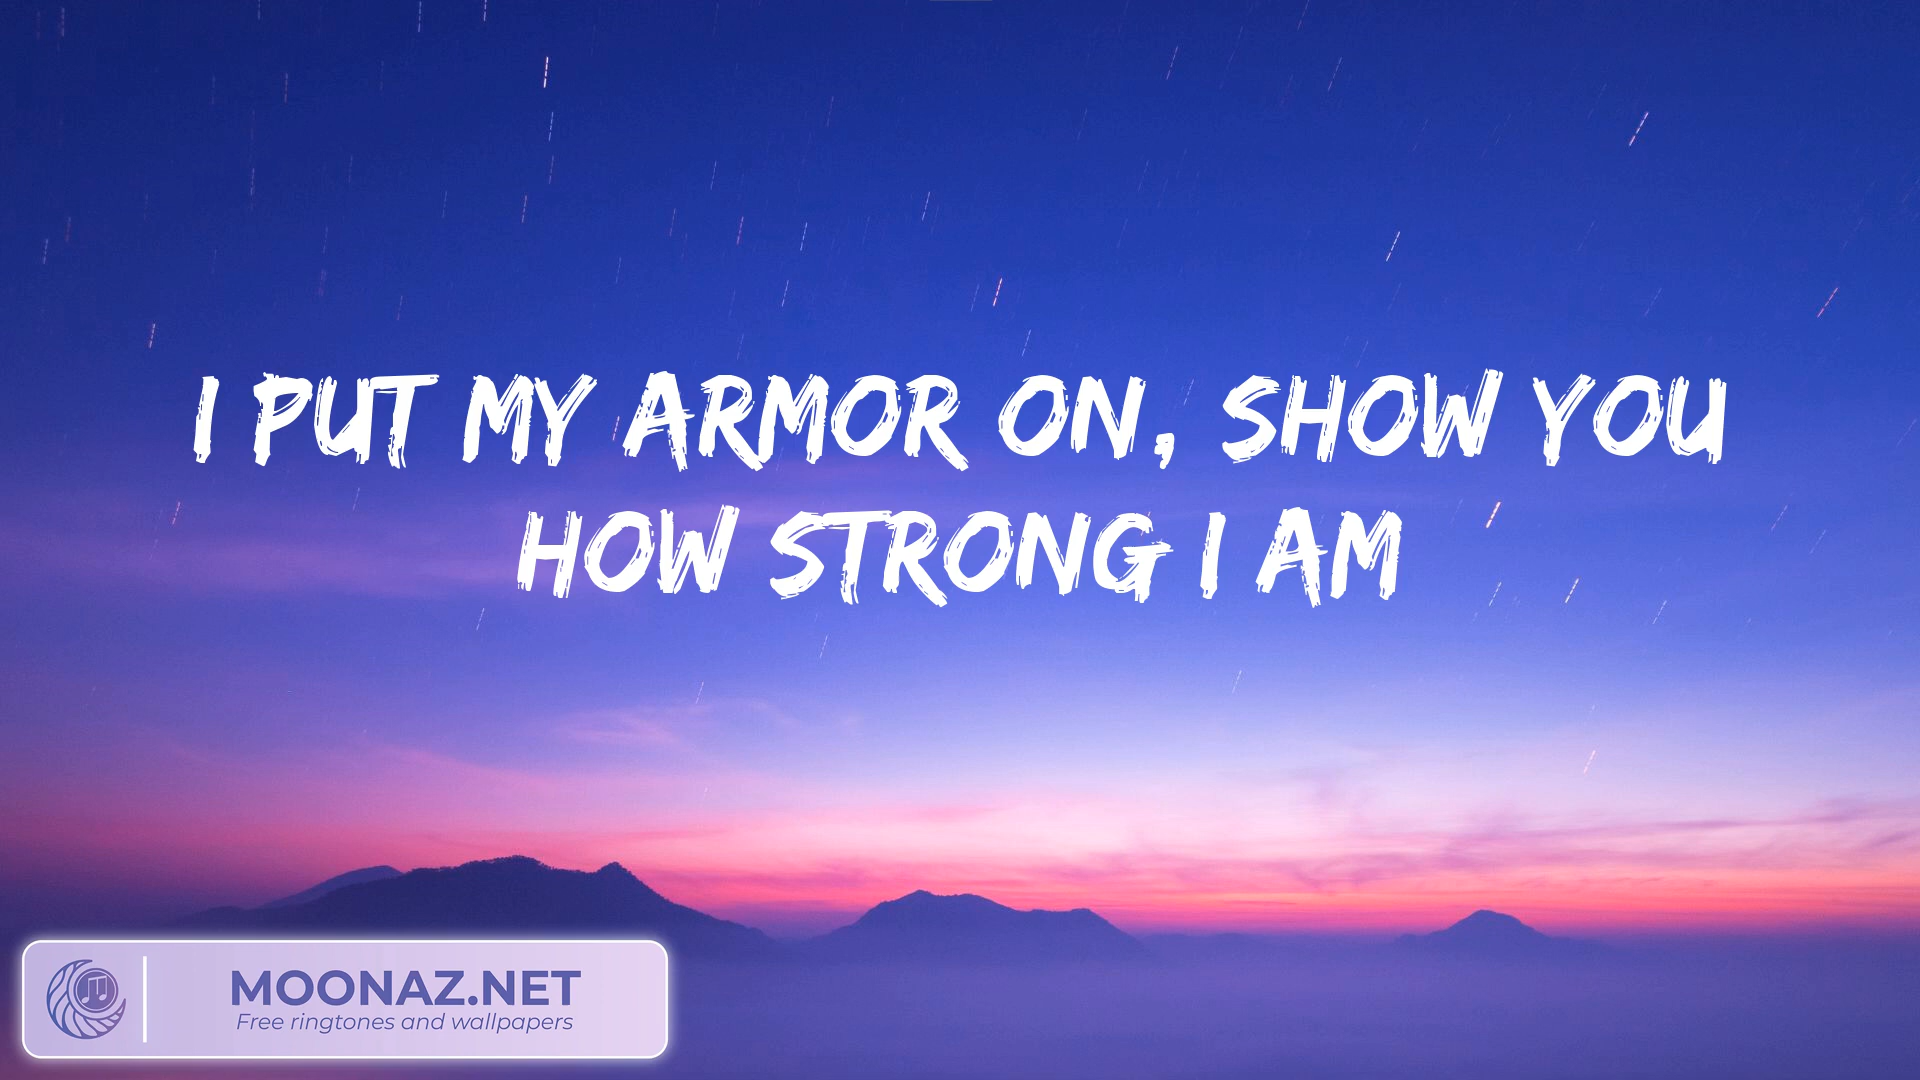 I PUT MY ARMOR ON, SHOW YOU
HOW STRONG I AM
MOONAZ.NET
Free ringtones and wallpapers